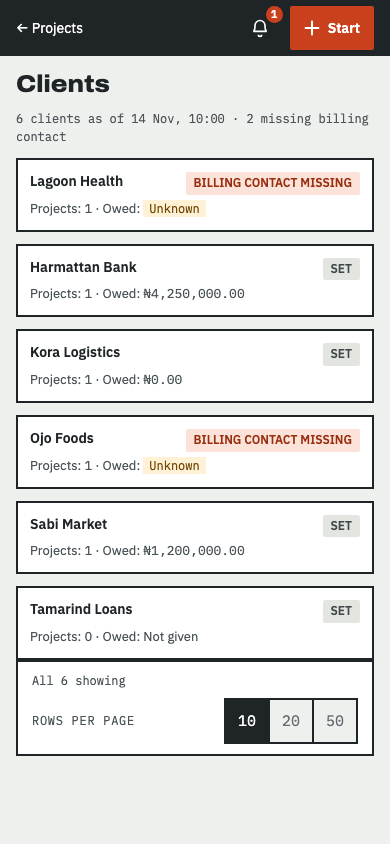 ← Projects
1
Start
Clients
6 clients as of 14 Nov, 10:00 · 2 missing billing
contact
Lagoon Health
BILLING CONTACT MISSING
Projects: 1 · Owed: Unknown
Harmattan Bank
SET
Projects: 1 · Owed: ₦4,250,000.00
Kora Logistics
SET
Projects: 1 · Owed: ₦0.00
Ojo Foods
BILLING CONTACT MISSING
Projects: 1 · Owed: Unknown
Sabi Market
SET
Projects: 1 · Owed: ₦1,200,000.00
Tamarind Loans
SET
Projects: 0 · Owed: Not given
All 6 showing
ROWS PER PAGE
10 20 50